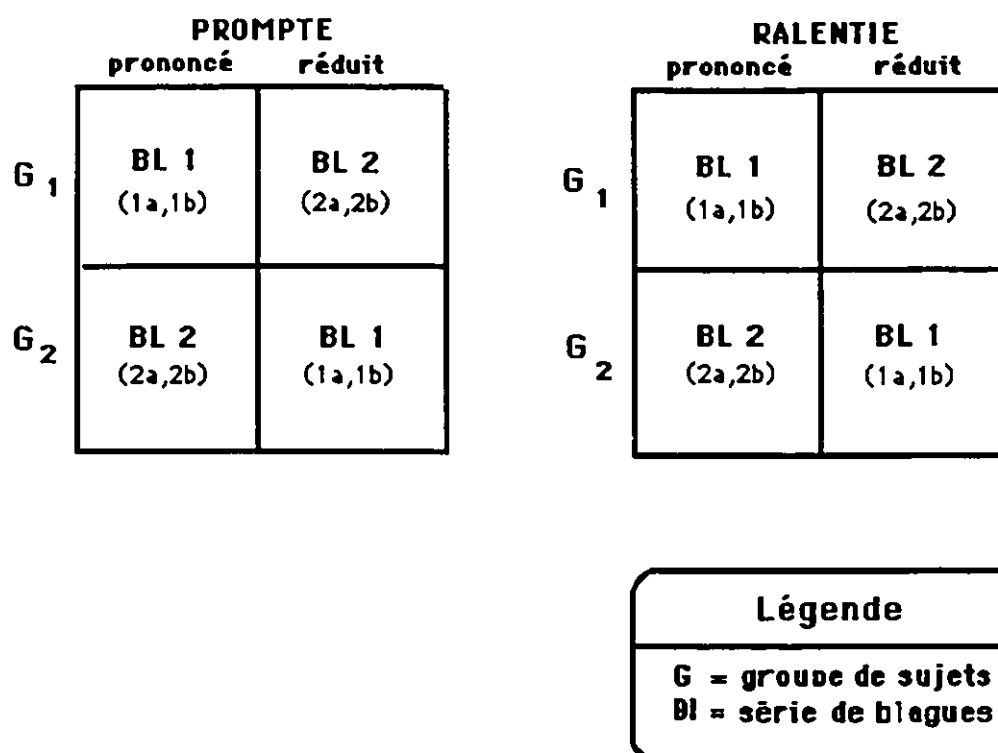 PROMPTE
prononcé réduit
G 1
BL 1
(1a,1b)
BL 2
(2a,2b)
G 2
BL 2
(2a,2b)
BL 1
(1a,1b)
RALENTIE
prononcé réduit
G 1
BL 1
(1a,1b)
BL 2
(2a,2b)
G 2
BL 2
(2a,2b)
BL 1
(1a,1b)
Légende
G = groupe de sujets
Bl = série de blagues